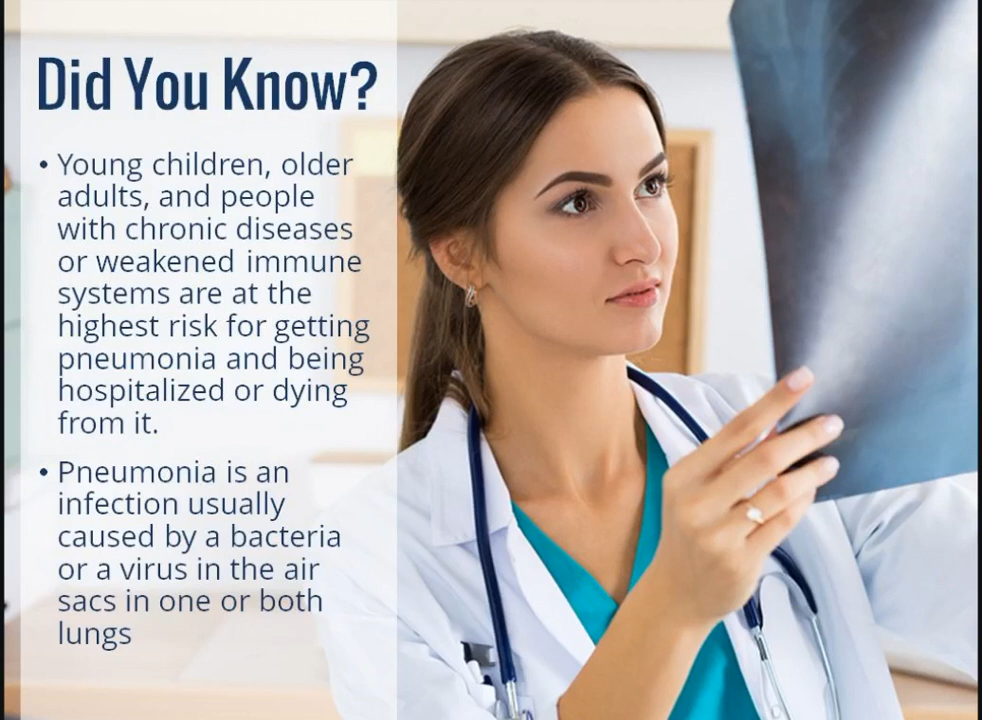 Did You Know?
• Young children, older
adults, and people
with chronic diseases
or weakened immune
systems are at the
highest risk for getting
pneumonia and being
hospitalized or dying
from it.
• Pneumonia is an
infection usually
caused by a bacteria
or a virus in the air
sacs in one or both
lungs